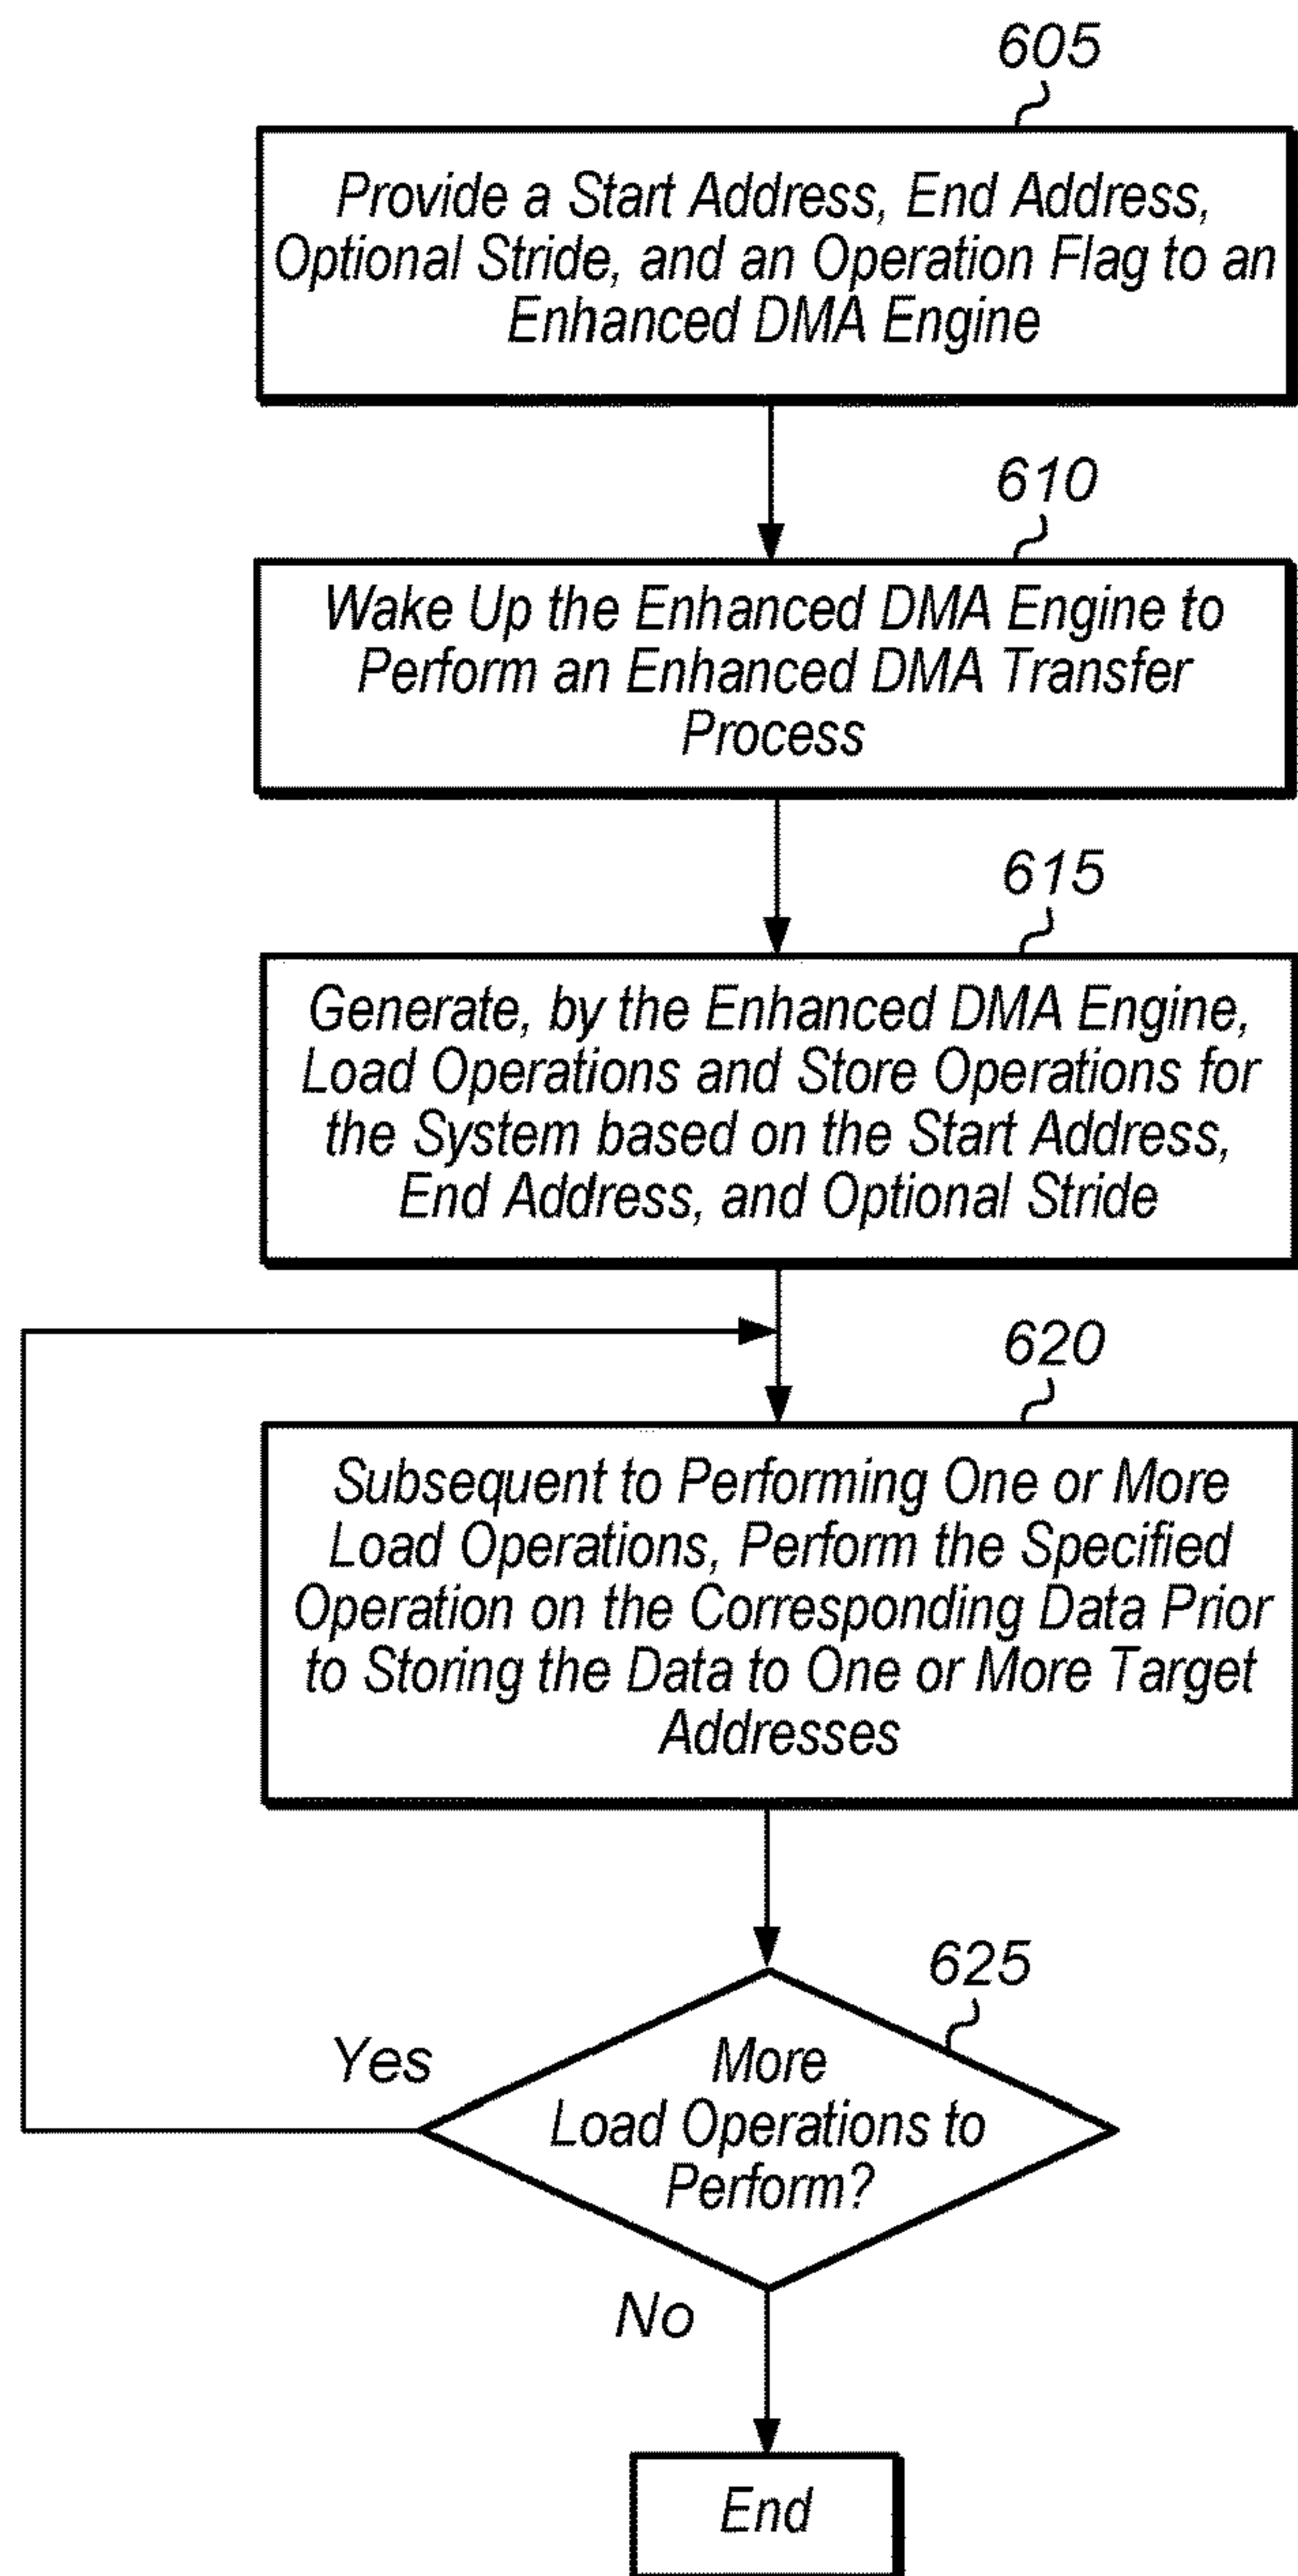 605
Provide a Start Address, End Address,
Optional Stride, and an Operation Flag to an
Enhanced DMA Engine
610
Wake Up the Enhanced DMA Engine to
Perform an Enhanced DMA Transfer
Process
615
Generate, by the Enhanced DMA Engine,
Load Operations and Store Operations for
the System based on the Start Address,
End Address, and Optional Stride
620
Subsequent to Performing One or More
Load Operations, Perform the Specified
Operation on the Corresponding Data Prior
to Storing the Data to One or More Target
Addresses
625
Yes
More
Load Operations to
Perform?
No
End